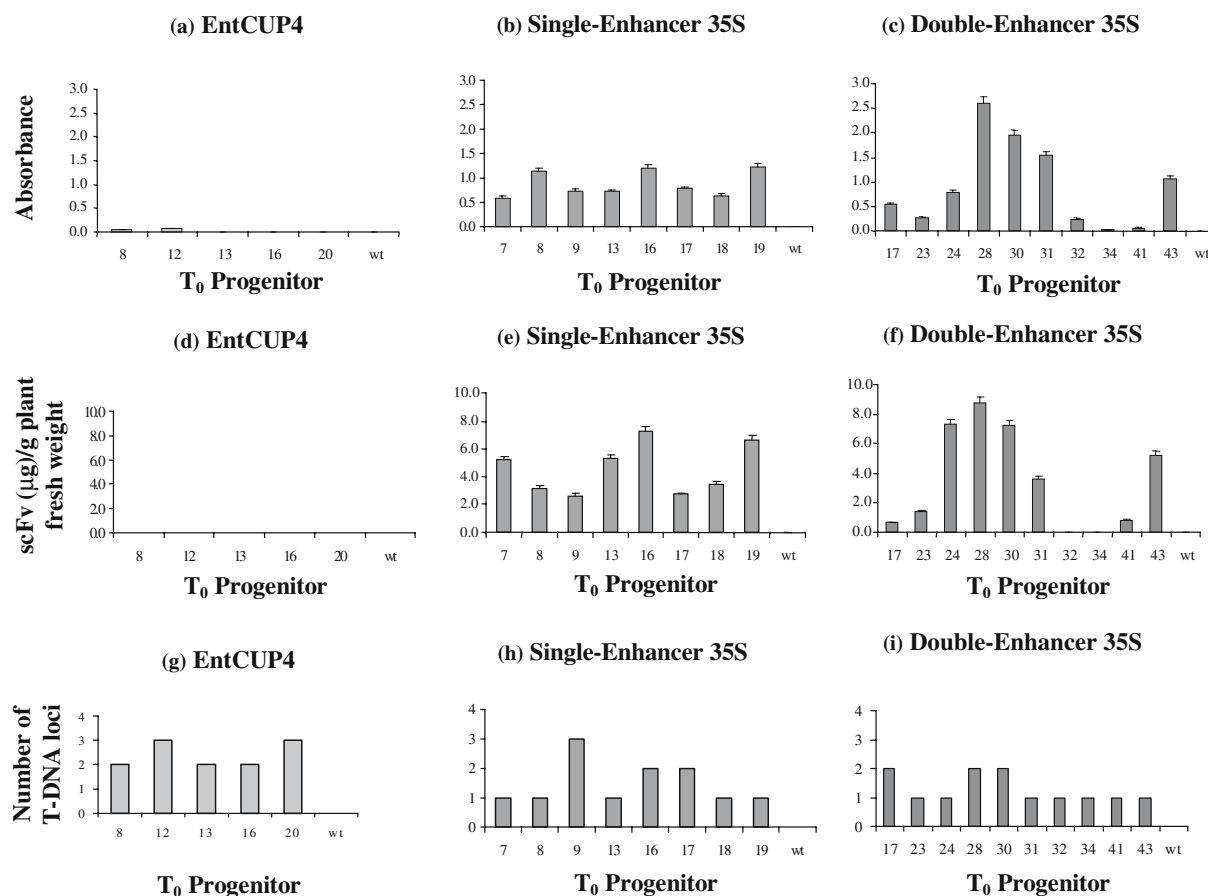 (a) EntCUP4
(b) Single-Enhancer 35S
(c) Double-Enhancer 35S
Absorbance
3.0
2.5
2.0
1.5
1.0
0.5
0.0
8 12 13 16 20 wt
T0 Progenitor
3.0
2.5
2.0
1.5
1.0
0.5
0.0
7 8 9 13 16 17 18 19 wt
T0 Progenitor
3.0
2.5
2.0
1.5
1.0
0.5
0.0
17 23 24 28 30 31 32 34 41 43 wt
T0 Progenitor
(d) EntCUP4
(e) Single-Enhancer 35S
(f) Double-Enhancer 35S
scFv (μg)/g plant
fresh weight
10.0
8.0
6.0
4.0
2.0
0.0
8 12 13 16 20 wt
T0 Progenitor
10.0
8.0
6.0
4.0
2.0
0.0
7 8 9 13 16 17 18 19 wt
T0 Progenitor
10.0
8.0
6.0
4.0
2.0
0.0
17 23 24 28 30 31 32 34 41 43 wt
T0 Progenitor
(g) EntCUP4
(h) Single-Enhancer 35S
(i) Double-Enhancer 35S
Number of
T-DNA loci
4
3
2
1
0
8 12 13 16 20 wt
T0 Progenitor
4
3
2
1
0
7 8 9 13 16 17 18 19 wt
T0 Progenitor
4
3
2
1
0
17 23 24 28 30 31 32 34 41 43 wt
T0 Progenitor